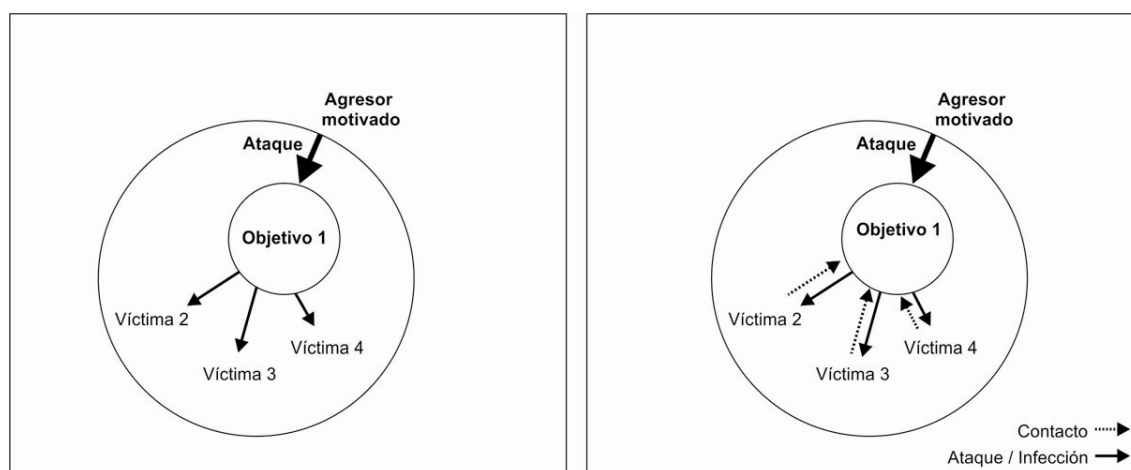 Agresor
motivado
Ataque
Objetivo 1
Víctima 2
Víctima 4
Víctima 3
Agresor
motivado
Ataque
Objetivo 1
Víctima 2
Víctima 4
Víctima 3
Contacto
Ataque / Infección